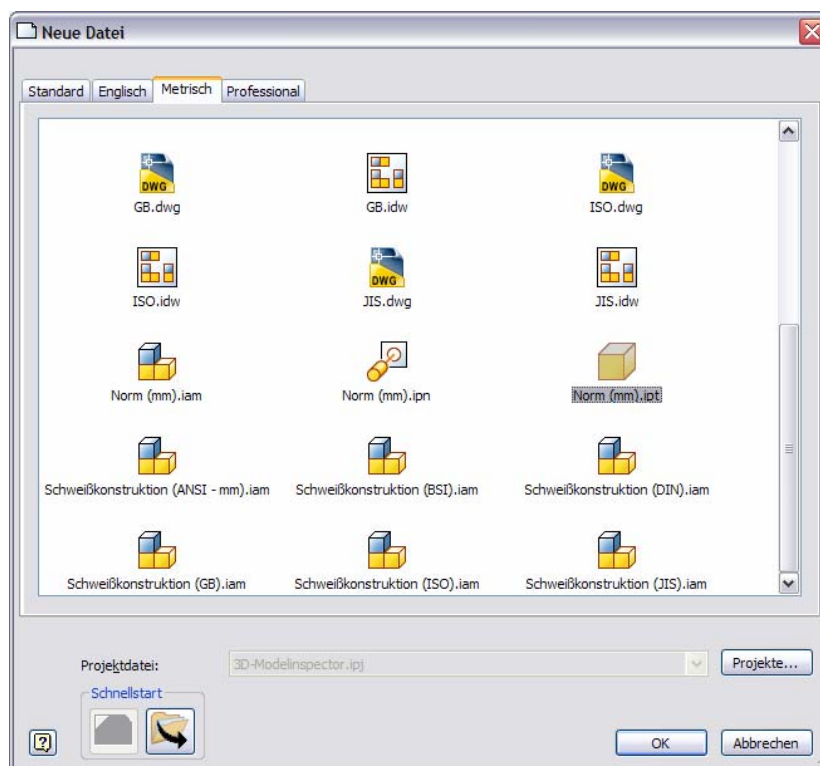 Neue Datei
Standard Englisch Metrisch Professional
DWG DWG
GB.dwg GB.idw ISO.dwg
DWG
ISO.idw JIS.dwg JIS.idw
Norm (mm).iam Norm (mm).ipn Norm (mm).ipt
Schweißkonstruktion (ANSI - mm).iam Schweißkonstruktion (BSI).iam Schweißkonstruktion (DIN).iam
Schweißkonstruktion (GB).iam Schweißkonstruktion (ISO).iam Schweißkonstruktion (JIS).iam
Projektdatei: 3D-Modelinspector.ipj Projekte...
Schnellstart
? OK Abbrechen